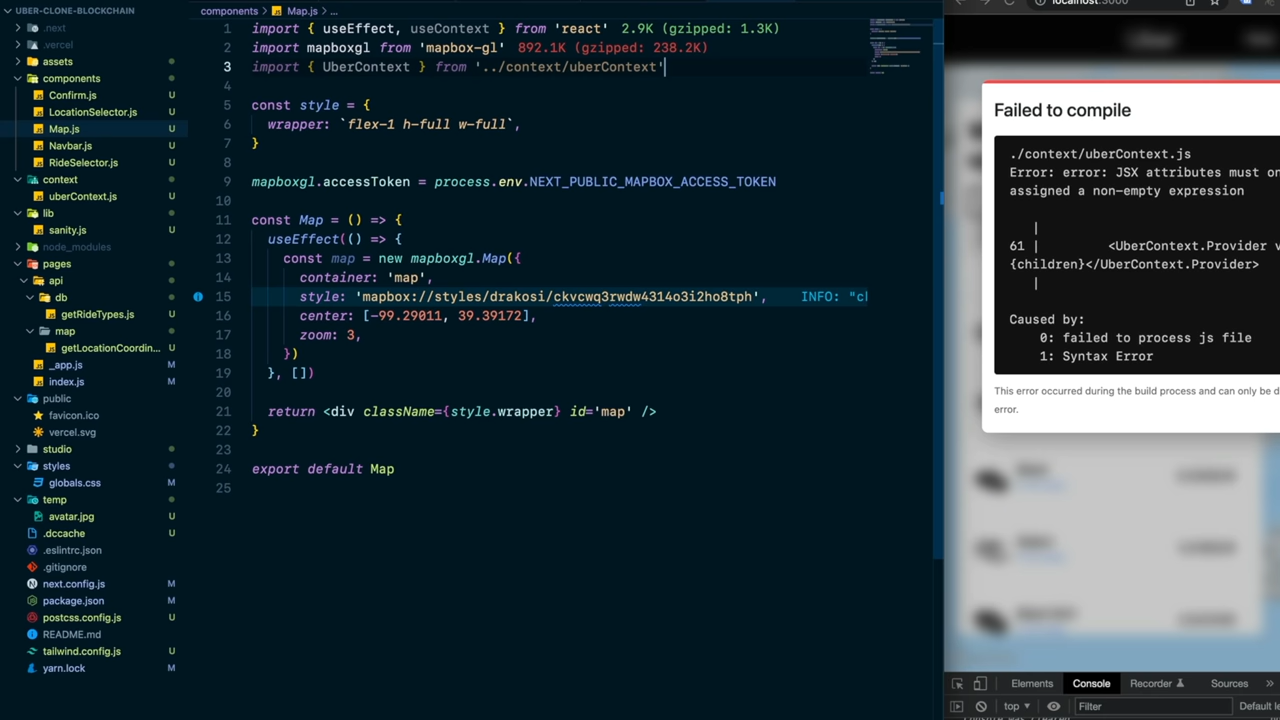 UBER-CLONE-BLOCKCHAIN
.next
.vercel
assets
components
Confirm.js U
LocationSelector.js U
Map.js U
Navbar.js U
RideSelector.js U
context
uberContext.js U
lib
sanity.js U
node_modules
pages
api
db
getRideTypes.js U
map
getLocationCoordin... U
_app.js M
index.js M
public
favicon.ico
vercel.svg
studio
styles
globals.css M
temp
avatar.jpg U
.dccache U
.eslintrc.json
.gitignore
next.config.js M
package.json M
postcss.config.js U
README.md
tailwind.config.js U
yarn.lock M
components > Map.js > ...
1 import { useEffect, useContext } from 'react' 2.9K (gzipped: 1.3K)
2 import mapboxgl from 'mapbox-gl' 892.1K (gzipped: 238.2K)
3 import { UberContext } from '../context/uberContext'
4
5 const style = {
6 wrapper: `flex-1 h-full w-full`,
7 }
8
9 mapboxgl.accessToken = process.env.NEXT_PUBLIC_MAPBOX_ACCESS_TOKEN
10
11 const Map = () => {
12 useEffect(() => {
13 const map = new mapboxgl.Map({
14 container: 'map',
15 style: 'mapbox://styles/drakosi/ckvcwq3rwdw4314o3i2ho8tph', INFO: "cl
16 center: [-99.29011, 39.39172],
17 zoom: 3,
18 })
19 }, [])
20
21 return <div className={style.wrapper} id='map' />
22 }
23
24 export default Map
25
localhost:3000
Failed to compile
./context/uberContext.js
Error: error: JSX attributes must on
assigned a non-empty expression
|
61 | <UberContext.Provider v
{children}</UberContext.Provider>
|
Caused by:
0: failed to process js file
1: Syntax Error
This error occurred during the build process and can only be d
error.
Elements Console Recorder Sources »
top Filter Default le